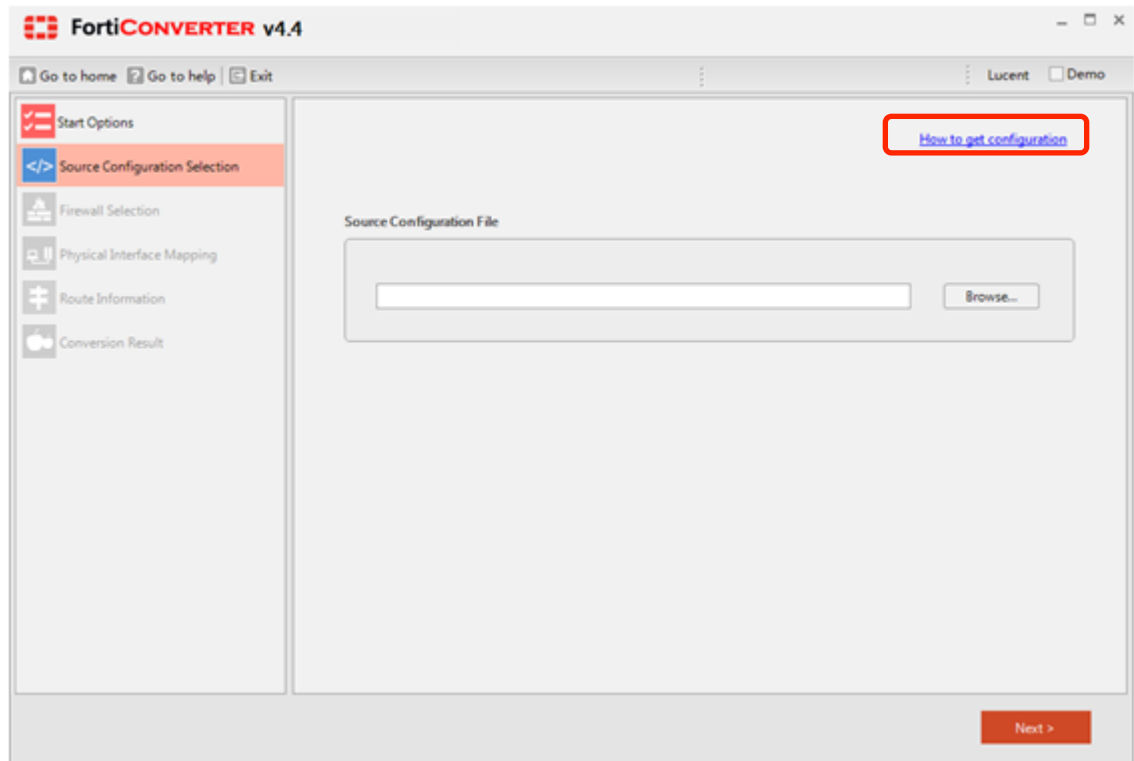 FortiCONVERTER v4.4
Go to home Go to help Exit Lucent Demo
Start Options
How to get configuration
Source Configuration Selection
Firewall Selection
Source Configuration File
Physical Interface Mapping
Route Information
Browse...
Conversion Result
Next >